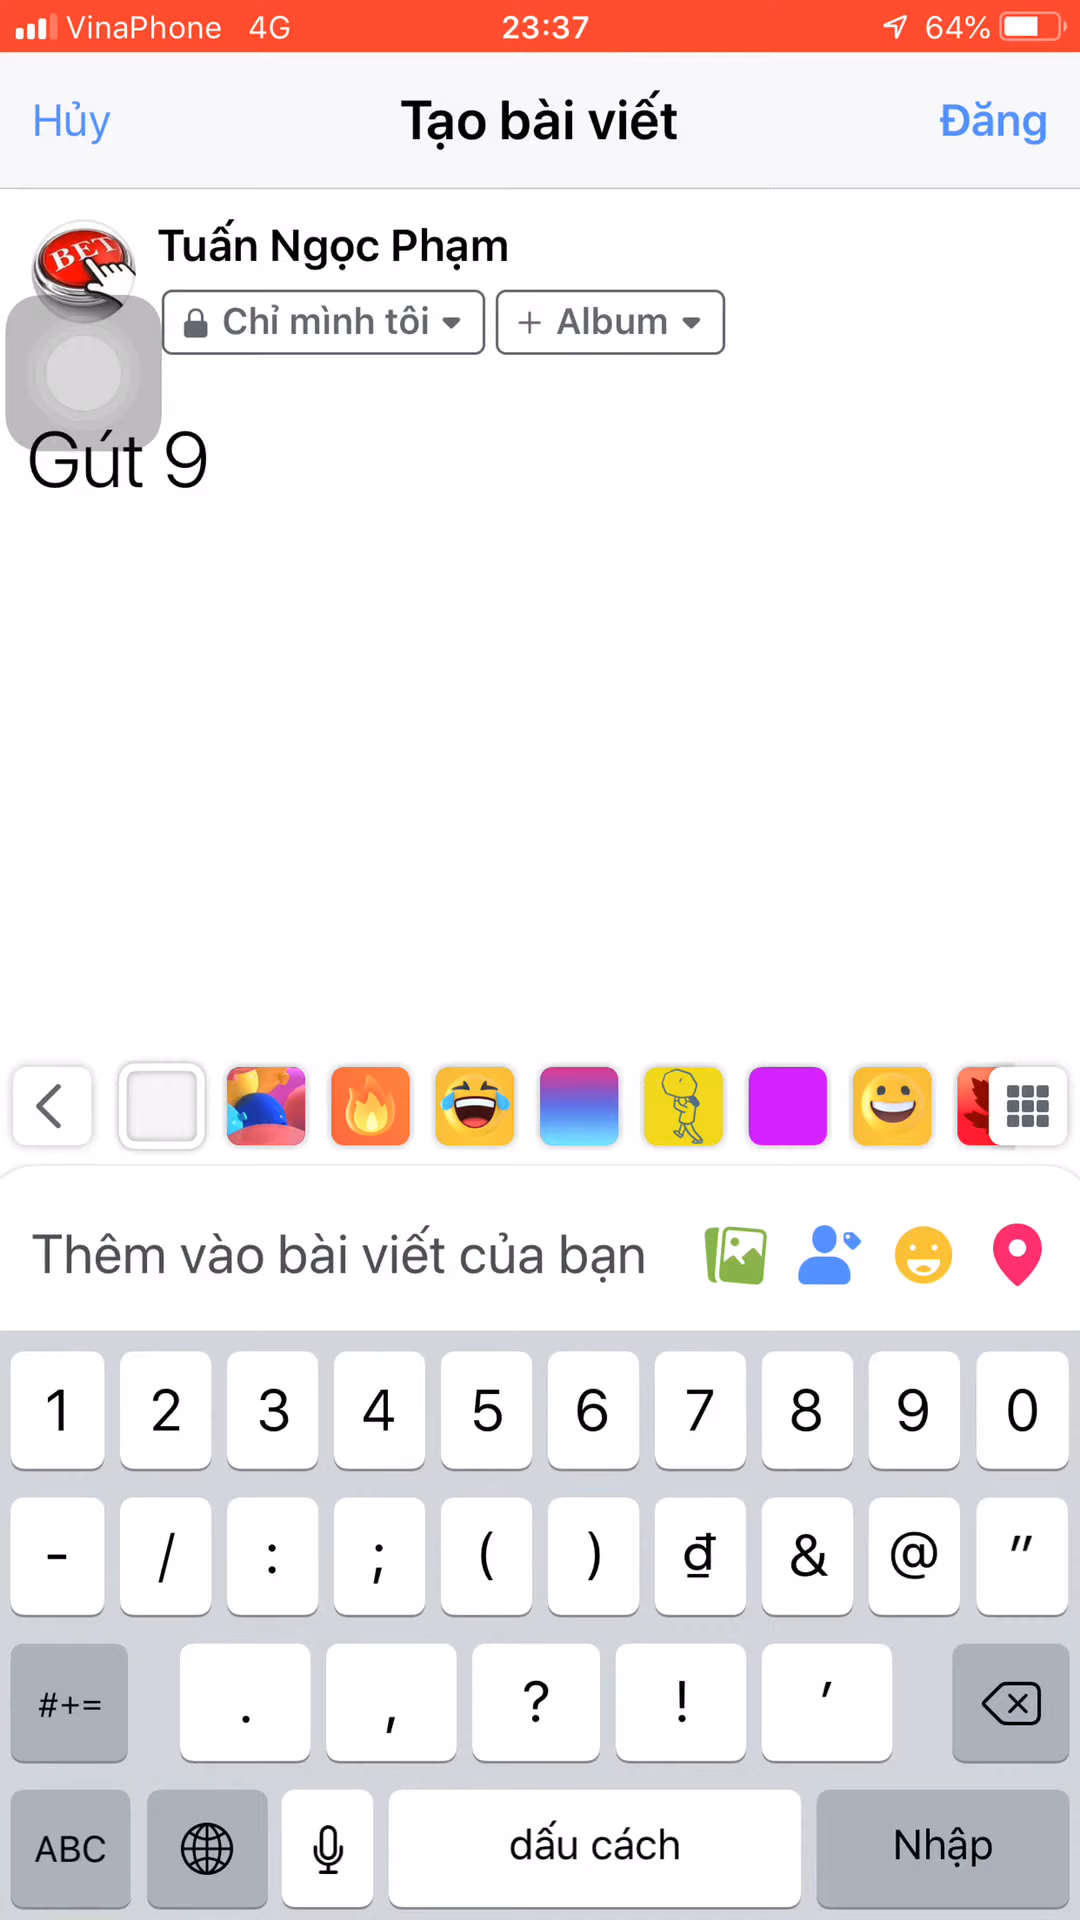 VinaPhone 4G 23:37 64%
Hủy Tạo bài viết Đăng
BET
Tuấn Ngọc Phạm
Chỉ mình tôi + Album
Gút 9
Thêm vào bài viết của bạn
1 2 3 4 5 6 7 8 9 0
- / : ; ( ) ₫ & @ "
#+= . , ? ! '
ABC dấu cách Nhập